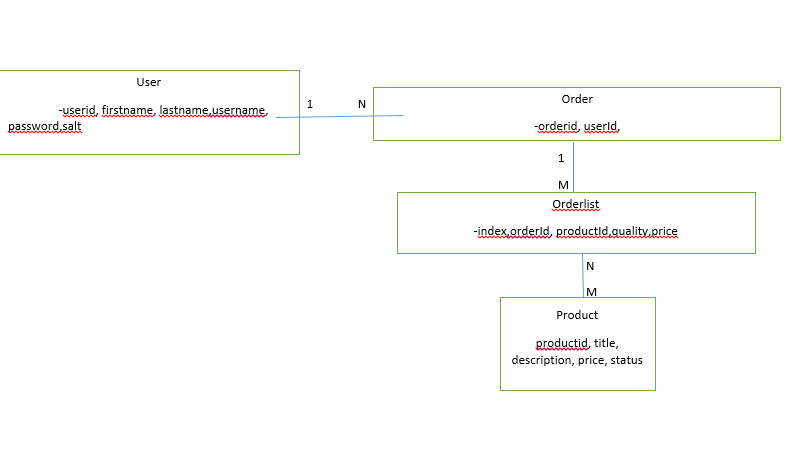 User
-userid, firstname, lastname,username,
password,salt
1
N
Order
-orderid, userId,
1
M
Orderlist
-index,orderId, productId,quality,price
N
M
Product
productid, title,
description, price, status